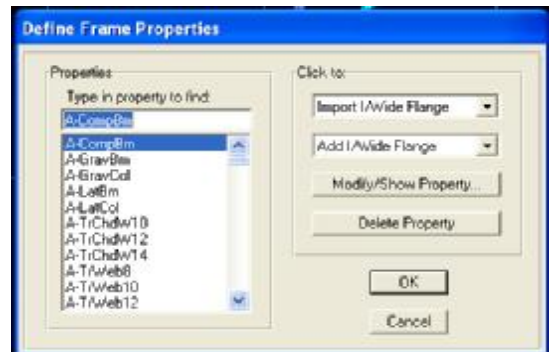 Define Frame Properties
Properties
Type in property to find:
A-CompBm
A-CompBm
A-GravBm
A-GravCol
A-LatBm
A-LatCol
A-TrChdW10
A-TrChdW12
A-TrChdW14
A-TrWeb8
A-TrWeb10
A-TrWeb12
Click to:
Import I/Wide Flange
Add I/Wide Flange
Modify/Show Property...
Delete Property
OK
Cancel